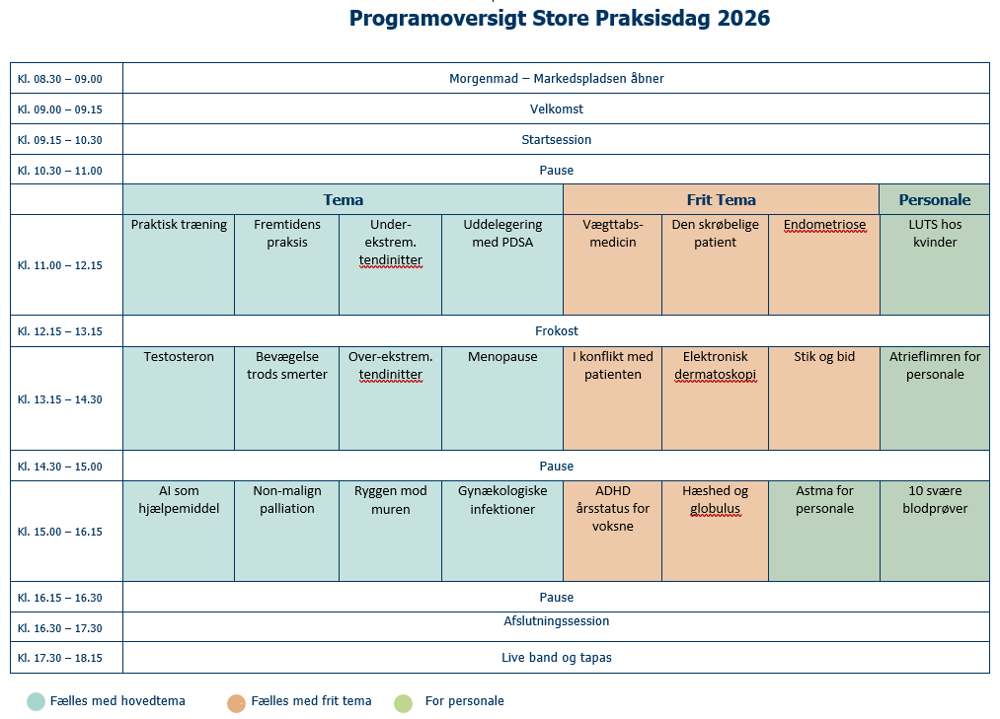 Programoversigt Store Praksisdag 2026
Kl. 08.30 – 09.00 Morgenmad – Markedspladsen åbner
Kl. 09.00 – 09.15 Velkomst
Kl. 09.15 – 10.30 Startsession
Kl. 10.30 – 11.00 Pause
Tema Frit Tema Personale
Kl. 11.00 – 12.15
Praktisk træning
Fremtidens
praksis
Under-
ekstrem.
tendinitter
Uddelegering
med PDSA
Vægttabs-
medicin
Den skrøbelige
patient
Endometriose
LUTS hos
kvinder
Kl. 12.15 – 13.15 Frokost
Kl. 13.15 – 14.30
Testosteron
Bevægelse
trods smerter
Over-ekstrem.
tendinitter
Menopause
I konflikt med
patienten
Elektronisk
dermatoskopi
Stik og bid
Atrieflimren for
personale
Kl. 14.30 – 15.00 Pause
Kl. 15.00 – 16.15
AI som
hjælpemiddel
Non-malign
palliation
Ryggen mod
muren
Gynækologiske
infektioner
ADHD
årsstatus for
voksne
Hæshed og
globulus
Astma for
personale
10 svære
blodprøver
Kl. 16.15 – 16.30 Pause
Kl. 16.30 – 17.30 Afslutningssession
Kl. 17.30 – 18.15 Live band og tapas
Fælles med hovedtema Fælles med frit tema For personale